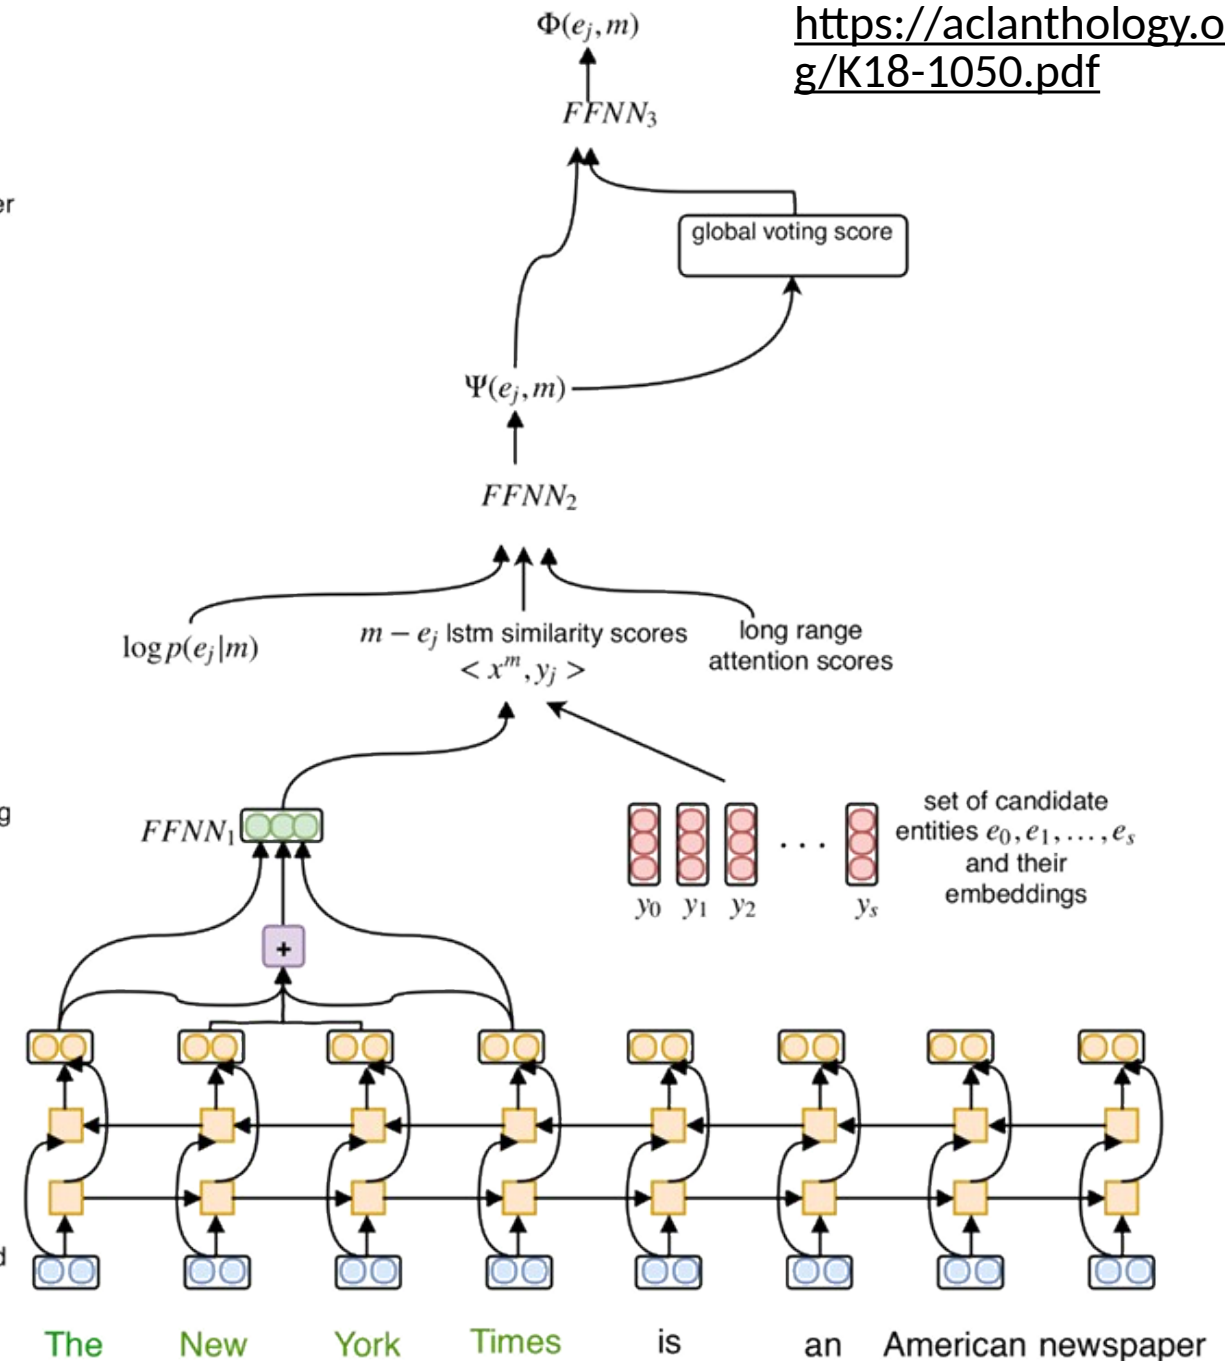 Φ(e_j, m)
https://aclanthology.o
g/K18-1050.pdf
FFNN_3
er
global voting score
Ψ(e_j, m)
FFNN_2
log p(e_j|m)
m − e_j lstm similarity scores
< x^m, y_j >
long range
attention scores
g
FFNN_1
set of candidate
entities e_0, e_1, ..., e_s
and their
embeddings
. . .
y_0 y_1 y_2 y_s
+
d
The New York Times is an American newspaper